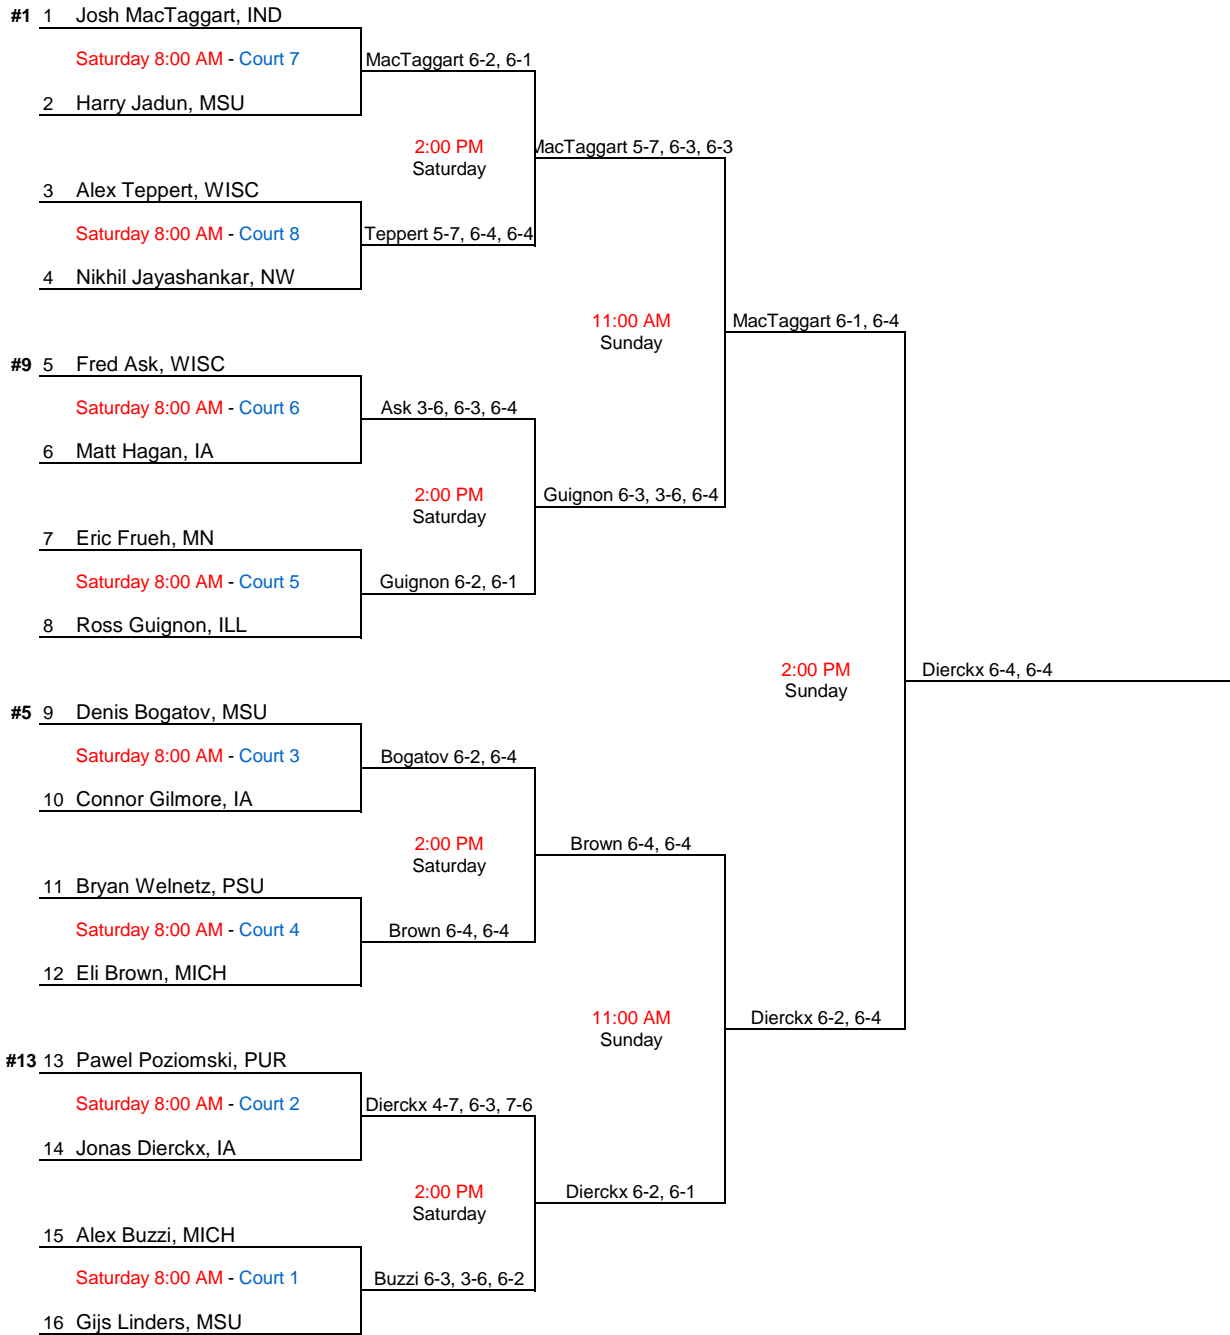 #1 1 Josh MacTaggart, IND
Saturday 8:00 AM - Court 7
MacTaggart 6-2, 6-1
2 Harry Jadun, MSU
2:00 PM
Saturday
MacTaggart 5-7, 6-3, 6-3
3 Alex Teppert, WISC
Saturday 8:00 AM - Court 8
Teppert 5-7, 6-4, 6-4
4 Nikhil Jayashankar, NW
11:00 AM
Sunday
MacTaggart 6-1, 6-4
#9 5 Fred Ask, WISC
Saturday 8:00 AM - Court 6
Ask 3-6, 6-3, 6-4
6 Matt Hagan, IA
2:00 PM
Saturday
Guignon 6-3, 3-6, 6-4
7 Eric Frueh, MN
Saturday 8:00 AM - Court 5
Guignon 6-2, 6-1
8 Ross Guignon, ILL
2:00 PM
Sunday
Dierckx 6-4, 6-4
#5 9 Denis Bogatov, MSU
Saturday 8:00 AM - Court 3
Bogatov 6-2, 6-4
10 Connor Gilmore, IA
2:00 PM
Saturday
Brown 6-4, 6-4
11 Bryan Welnetz, PSU
Saturday 8:00 AM - Court 4
Brown 6-4, 6-4
12 Eli Brown, MICH
11:00 AM
Sunday
Dierckx 6-2, 6-4
#13 13 Pawel Poziomski, PUR
Saturday 8:00 AM - Court 2
Dierckx 4-7, 6-3, 7-6
14 Jonas Dierckx, IA
2:00 PM
Saturday
Dierckx 6-2, 6-1
15 Alex Buzzi, MICH
Saturday 8:00 AM - Court 1
Buzzi 6-3, 3-6, 6-2
16 Gijs Linders, MSU